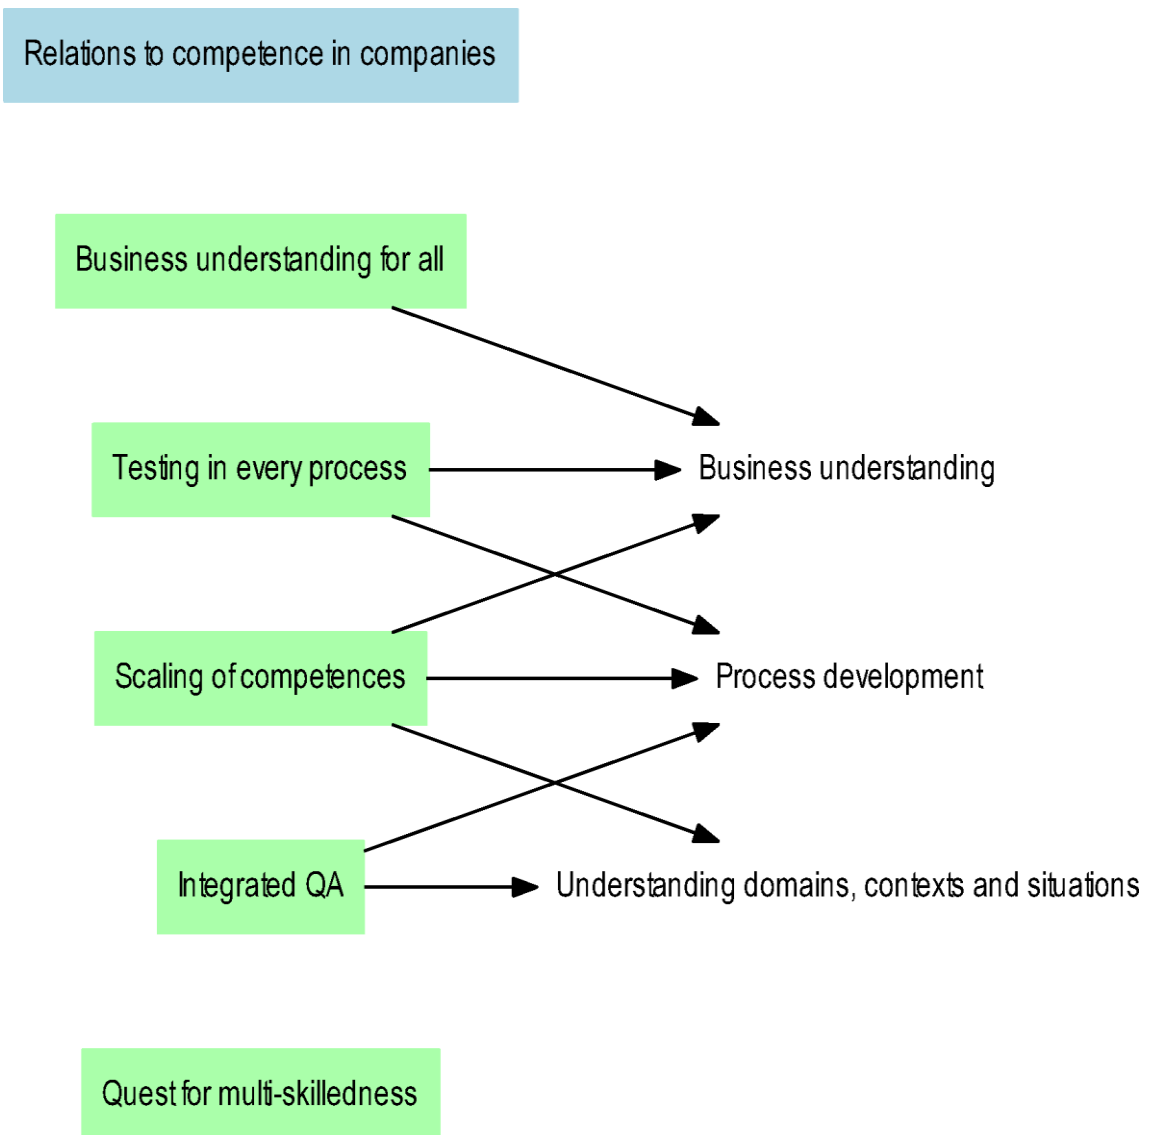 Relations to competence in companies
Business understanding for all
Testing in every process
Business understanding
Scaling of competences
Process development
Integrated QA
Understanding domains, contexts and situations
Quest for multi-skilledness